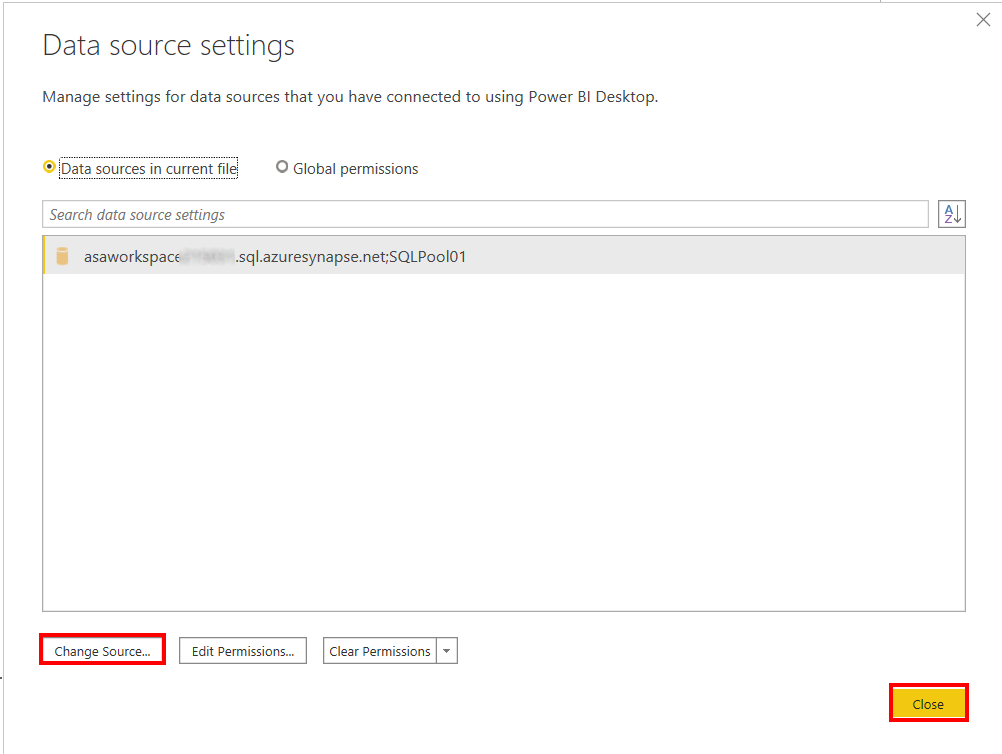 Data source settings
Manage settings for data sources that you have connected to using Power BI Desktop.
Data sources in current file Global permissions
Search data source settings
A
Z
asaworkspace .sql.azuresynapse.net;SQLPool01
Change Source... Edit Permissions... Clear Permissions
Close